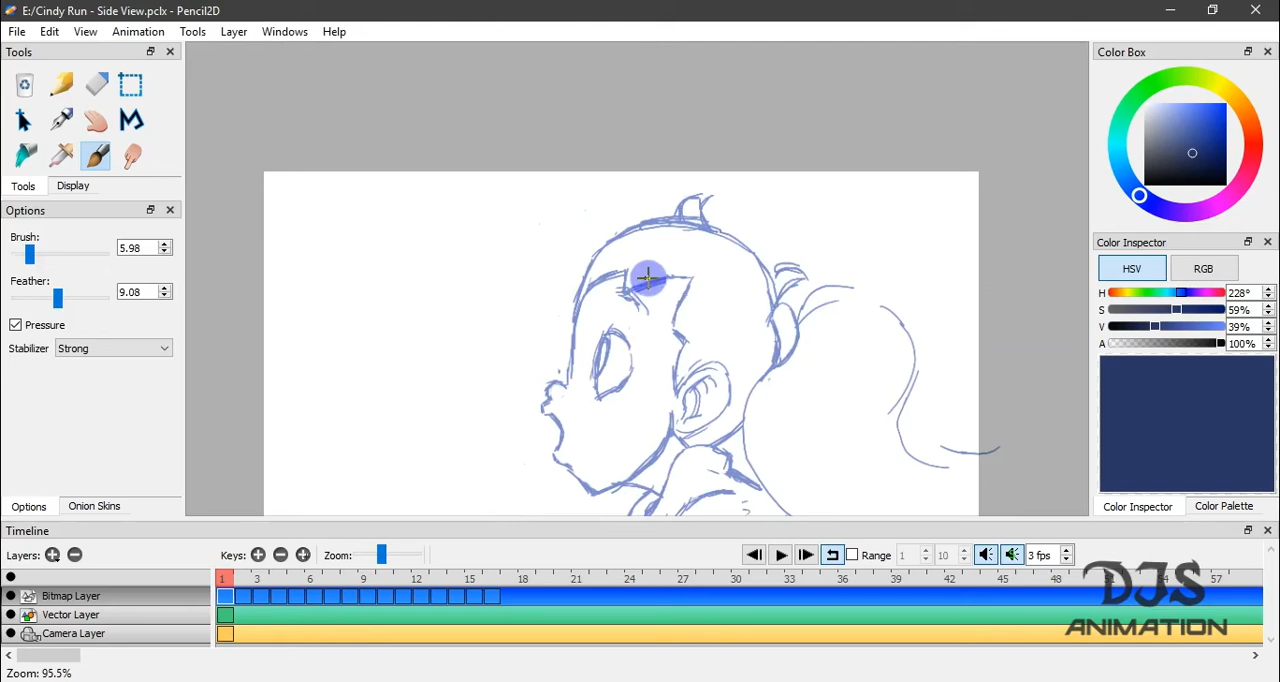 E:/Cindy Run - Side View.pclx - Pencil2D
File Edit View Animation Tools Layer Windows Help
Tools
Tools Display
Options
Brush:
5.98
Feather:
9.08
Pressure
Stabilizer Strong
Options Onion Skins
Color Box
Color Inspector
HSV RGB
H 228°
S 59%
V 39%
A 100%
Color Inspector Color Palette
Timeline
Layers: Keys: Zoom: Range 1 10 3 fps
1 3 6 9 12 15 18 21 24 27 30 33 36 39 42 45 48 51 54 57
Bitmap Layer
Vector Layer
Camera Layer
DJS
ANIMATION
Zoom: 95.5%